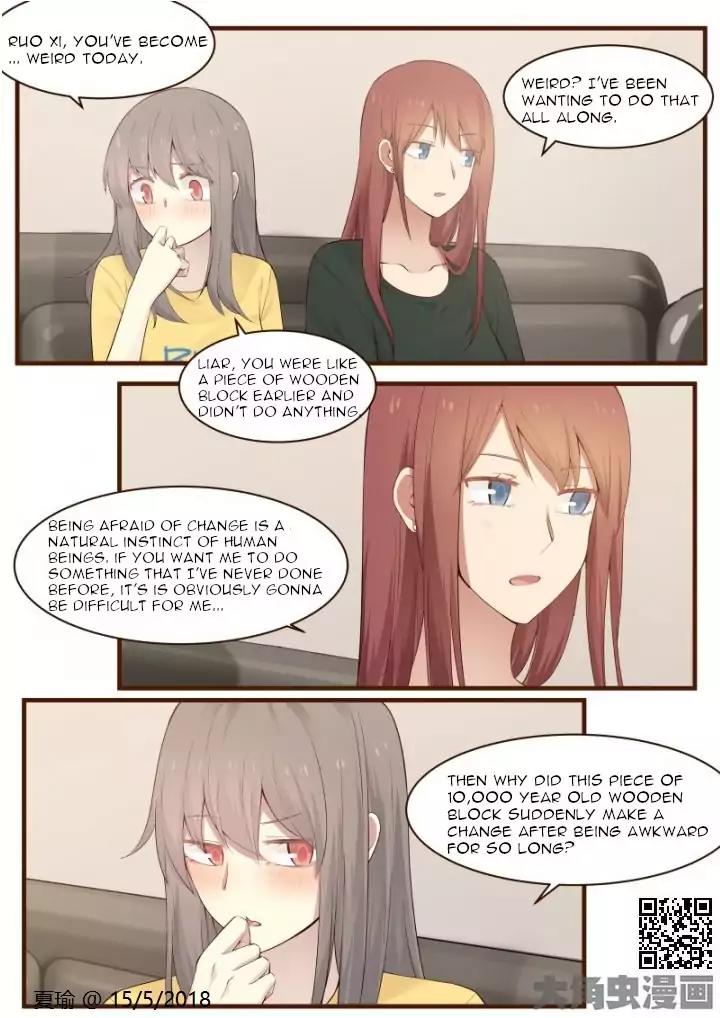 RUO XI, YOU'VE BECOME
... WEIRD TODAY.
WEIRD? I'VE BEEN
WANTING TO DO THAT
ALL ALONG.
LIAR, YOU WERE LIKE
A PIECE OF WOODEN
BLOCK EARLIER AND
DIDN'T DO ANYTHING.
BEING AFRAID OF CHANGE IS A
NATURAL INSTINCT OF HUMAN
BEINGS. IF YOU WANT ME TO DO
SOMETHING THAT I'VE NEVER DONE
BEFORE, IT'S IS OBVIOUSLY GONNA
BE DIFFICULT FOR ME...
THEN WHY DID THIS PIECE OF
10,000 YEAR OLD WOODEN
BLOCK SUDDENLY MAKE A
CHANGE AFTER BEING AWKWARD
FOR SO LONG?
夏瑜 @ 15/5/2018
大角虫漫画